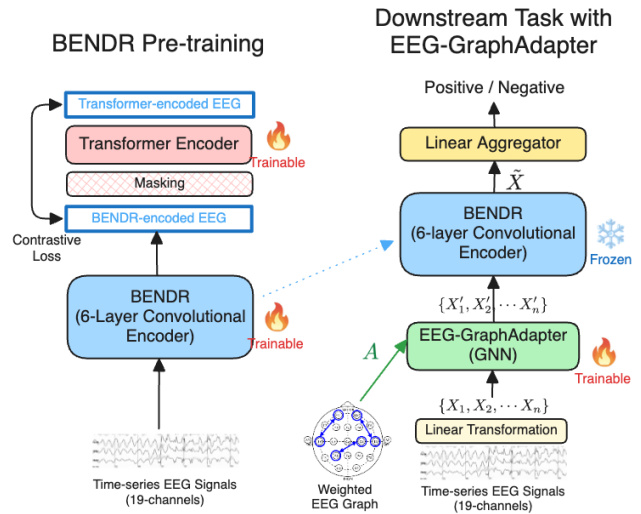 BENDR Pre-training
Transformer-encoded EEG
Transformer Encoder
Trainable
Masking
BENDR-encoded EEG
Contrastive
Loss
BENDR
(6-Layer Convolutional
Encoder)
Trainable
Time-series EEG Signals
(19-channels)
Downstream Task with
EEG-GraphAdapter
Positive / Negative
Linear Aggregator
X̃
BENDR
(6-layer Convolutional
Encoder)
Frozen
{X′₁, X′₂, ⋯ X′ₙ}
EEG-GraphAdapter
(GNN)
Trainable
A
{X₁, X₂, ⋯ Xₙ}
Linear Transformation
Weighted
EEG Graph
Time-series EEG Signals
(19-channels)